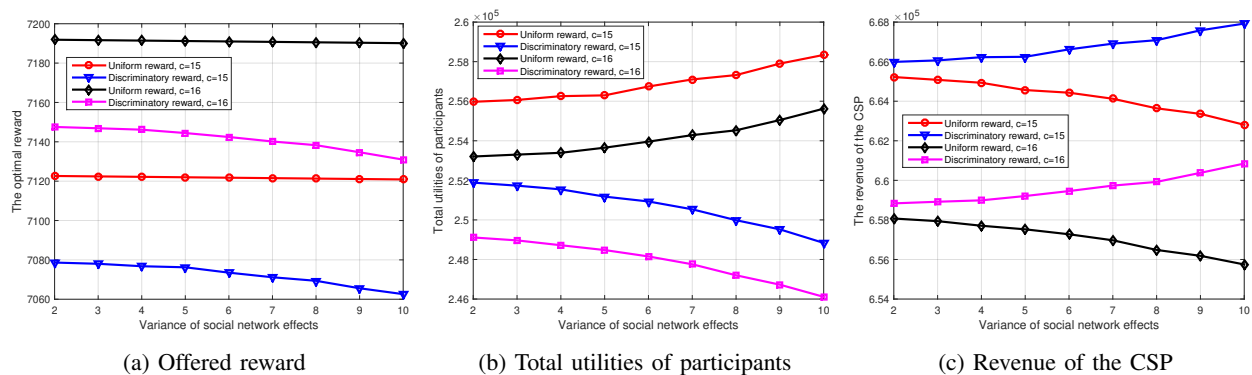 7200
7180
7160
7140
7120
7100
7080
7060
The optimal reward
Uniform reward, c=15
Discriminatory reward, c=15
Uniform reward, c=16
Discriminatory reward, c=16
2 3 4 5 6 7 8 9 10
Variance of social network effects
(a) Offered reward
2.6 ×10⁵
2.58
2.56
2.54
2.52
2.5
2.48
2.46
Total utilities of participants
Uniform reward, c=15
Discriminatory reward, c=15
Uniform reward, c=16
Discriminatory reward, c=16
2 3 4 5 6 7 8 9 10
Variance of social network effects
(b) Total utilities of participants
6.68 ×10⁵
6.66
6.64
6.62
6.6
6.58
6.56
6.54
The revenue of the CSP
Uniform reward, c=15
Discriminatory reward, c=15
Uniform reward, c=16
Discriminatory reward, c=16
2 3 4 5 6 7 8 9 10
Variance of social network effects
(c) Revenue of the CSP